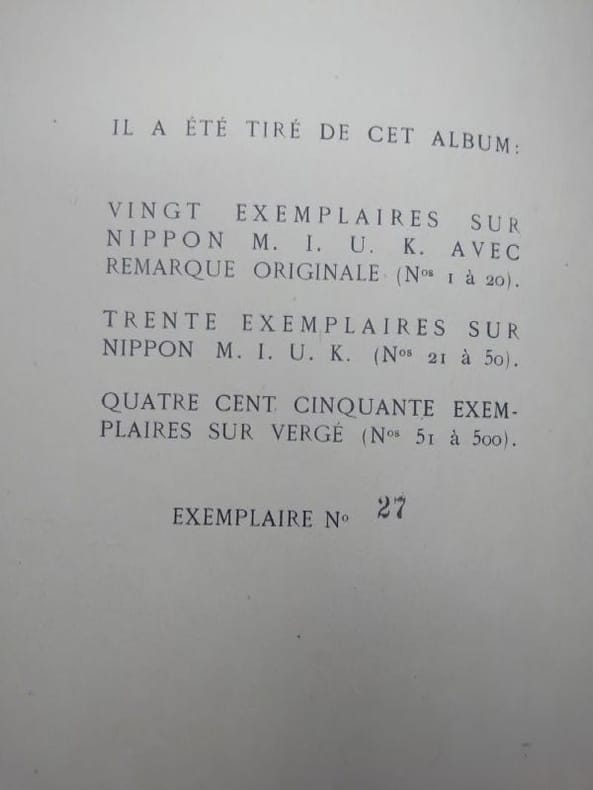 IL A ÉTÉ TIRÉ DE CET ALBUM:
VINGT EXEMPLAIRES SUR
NIPPON M. I. U. K. AVEC
REMARQUE ORIGINALE (Nos 1 à 20).
TRENTE EXEMPLAIRES SUR
NIPPON M. I. U. K. (Nos 21 à 50).
QUATRE CENT CINQUANTE EXEM-
PLAIRES SUR VERGÉ (Nos 51 à 500).
EXEMPLAIRE No 27